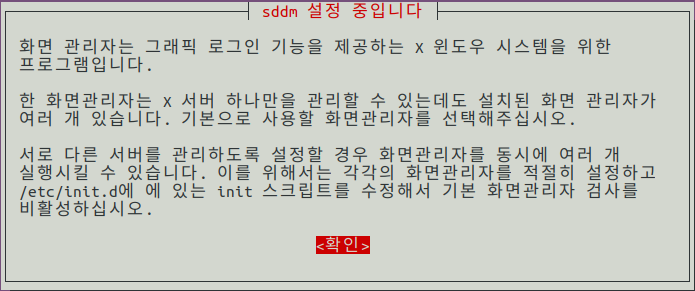 sddm 설정 중입니다
화면 관리자는 그래픽 로그인 기능을 제공하는 X 윈도우 시스템을 위한
프로그램입니다.
한 화면관리자는 X 서버 하나만을 관리할 수 있는데도 설치된 화면 관리자가
여러 개 있습니다. 기본으로 사용할 화면관리자를 선택해주십시오.
서로 다른 서버를 관리하도록 설정할 경우 화면관리자를 동시에 여러 개
실행시킬 수 있습니다. 이를 위해서는 각각의 화면관리자를 적절히 설정하고
/etc/init.d에 에 있는 init 스크립트를 수정해서 기본 화면관리자 검사를
비활성하십시오.
<확인>